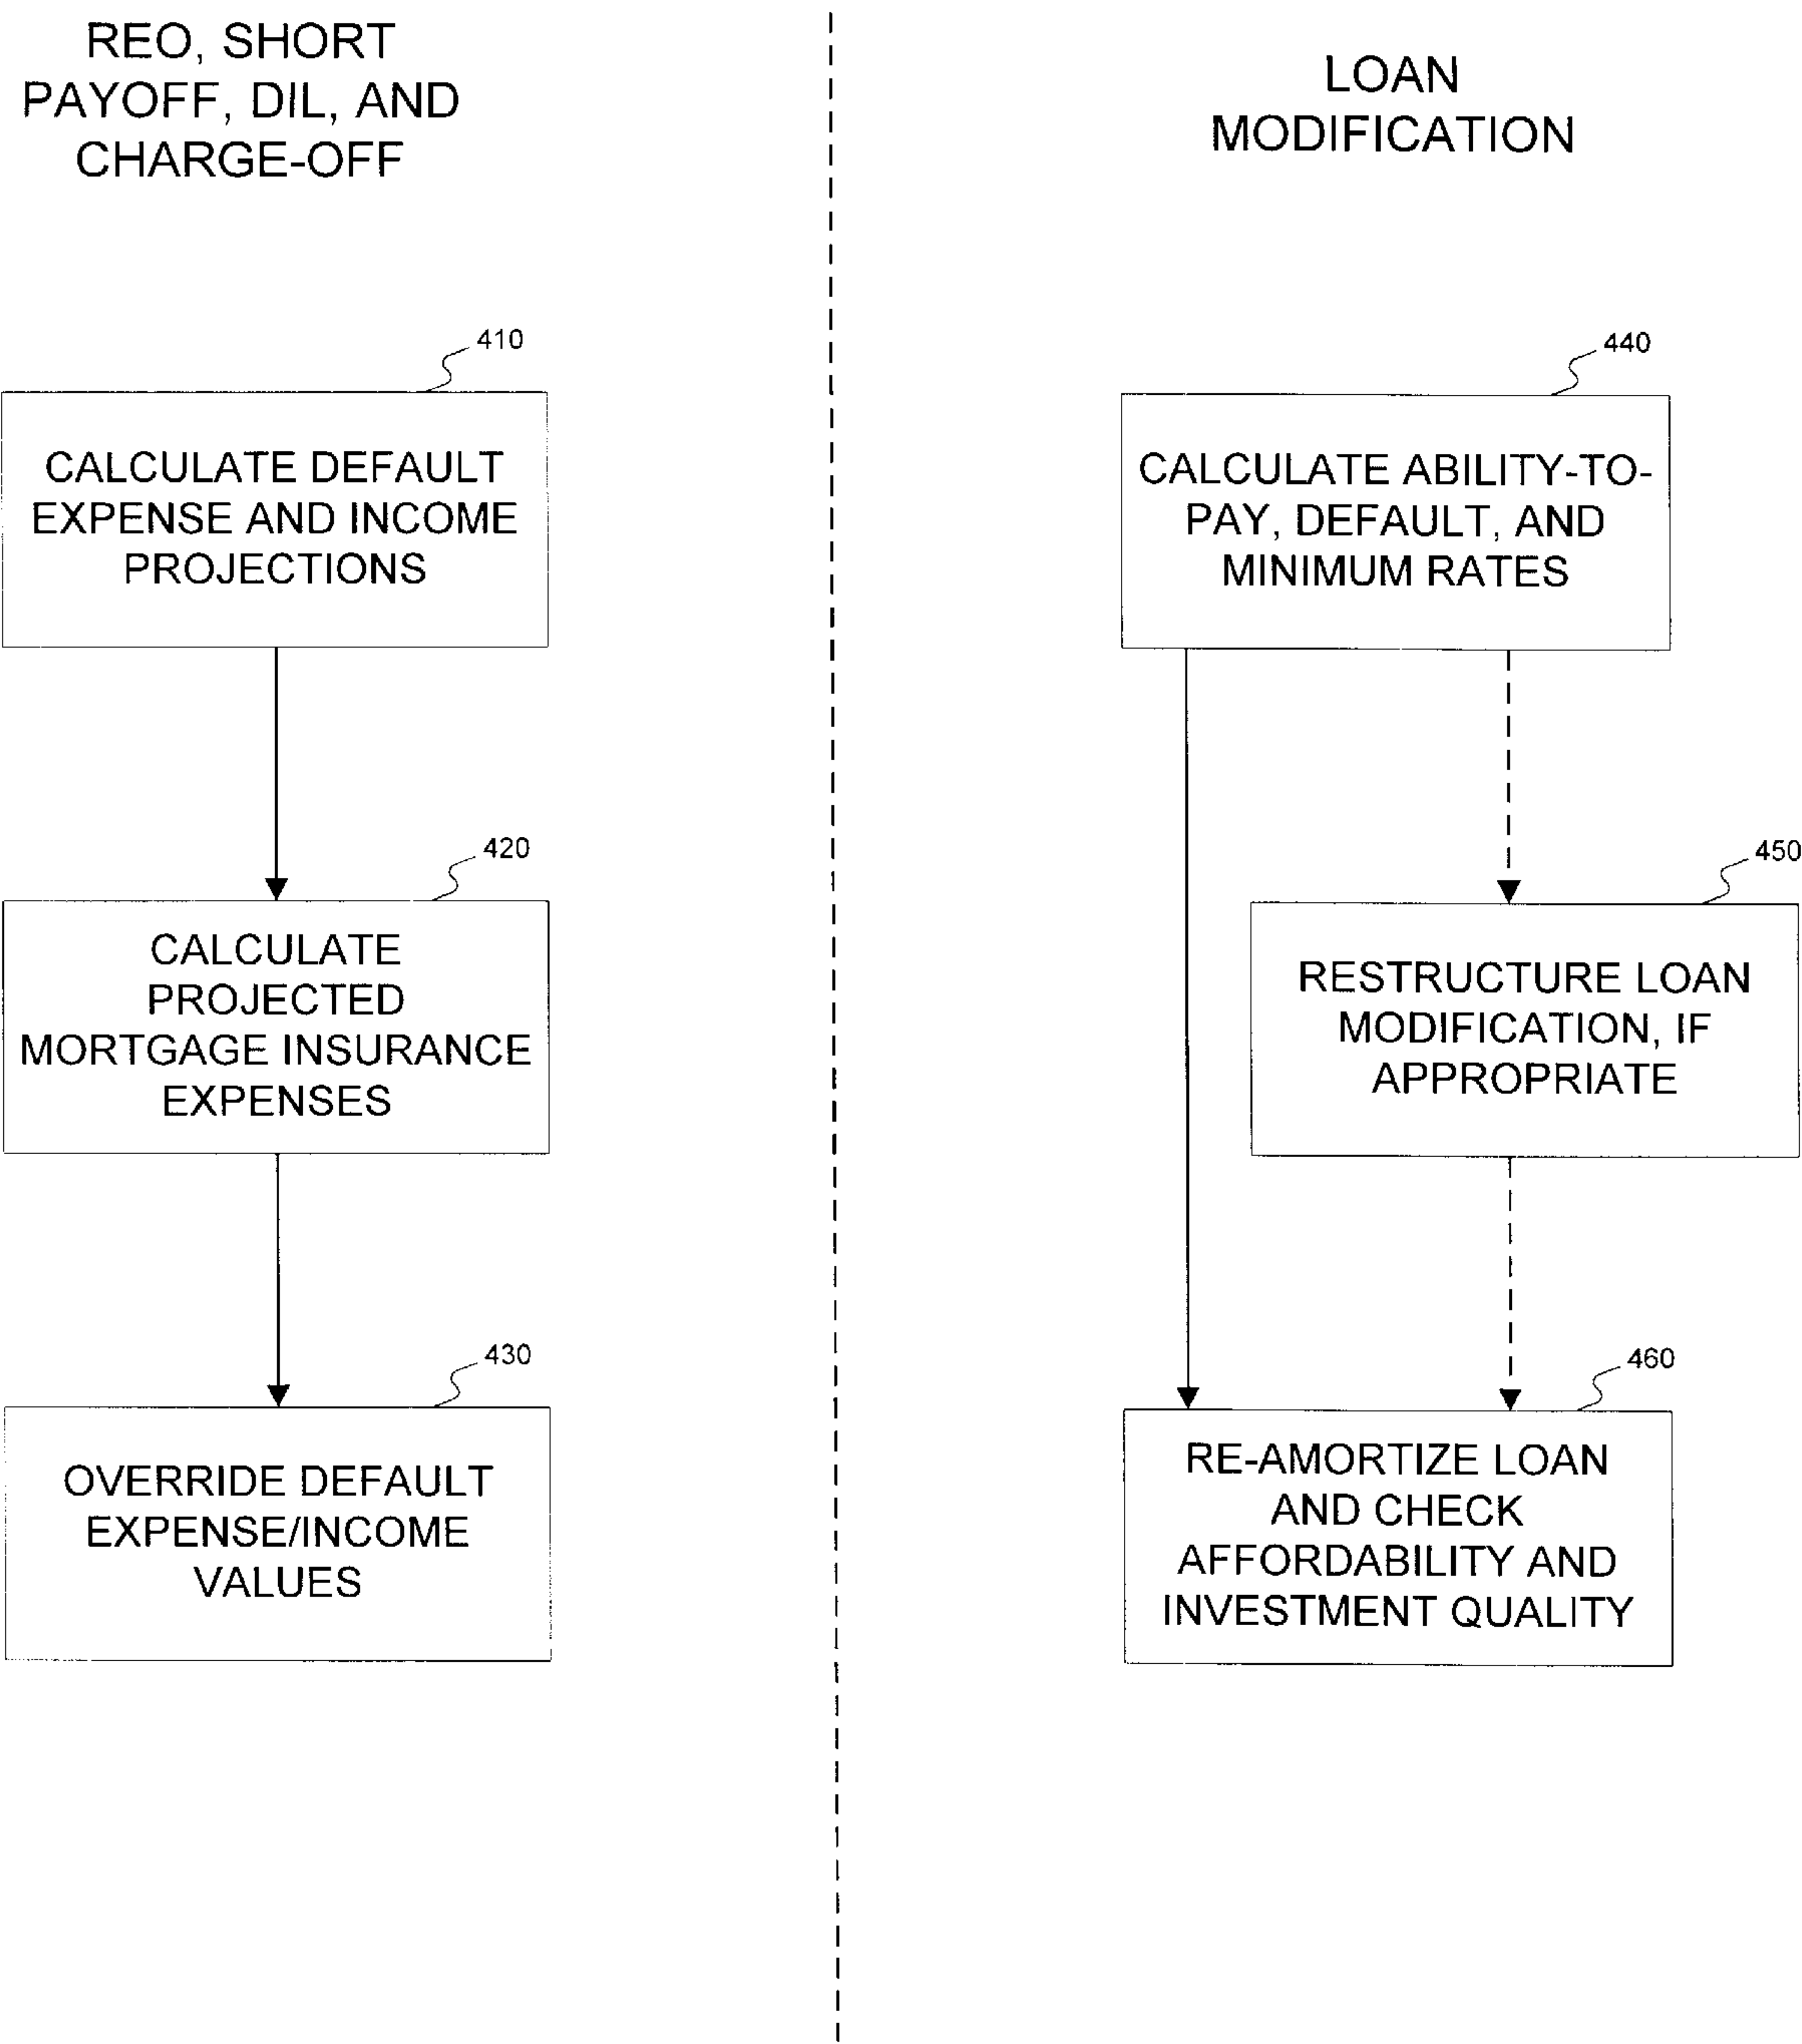 REO, SHORT
PAYOFF, DIL, AND
CHARGE-OFF
410
CALCULATE DEFAULT
EXPENSE AND INCOME
PROJECTIONS
420
CALCULATE
PROJECTED
MORTGAGE INSURANCE
EXPENSES
430
OVERRIDE DEFAULT
EXPENSE/INCOME
VALUES
LOAN
MODIFICATION
440
CALCULATE ABILITY-TO-
PAY, DEFAULT, AND
MINIMUM RATES
450
RESTRUCTURE LOAN
MODIFICATION, IF
APPROPRIATE
460
RE-AMORTIZE LOAN
AND CHECK
AFFORDABILITY AND
INVESTMENT QUALITY